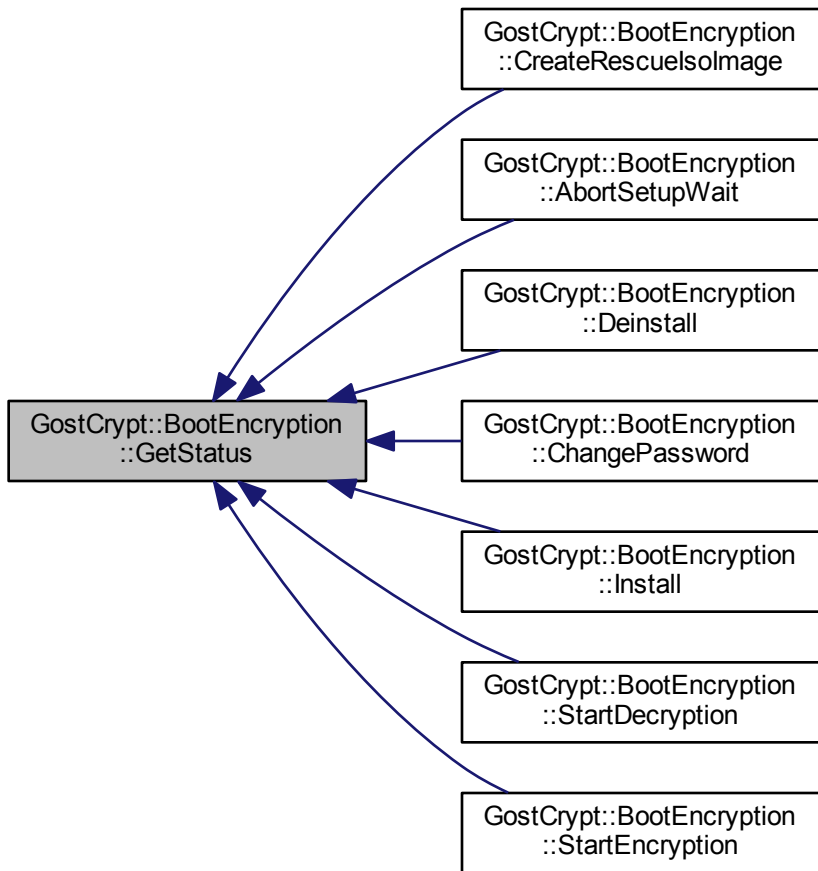 GostCrypt::BootEncryption
::CreateRescueIsoImage
GostCrypt::BootEncryption
::AbortSetupWait
GostCrypt::BootEncryption
::Deinstall
GostCrypt::BootEncryption
::GetStatus
GostCrypt::BootEncryption
::ChangePassword
GostCrypt::BootEncryption
::Install
GostCrypt::BootEncryption
::StartDecryption
GostCrypt::BootEncryption
::StartEncryption